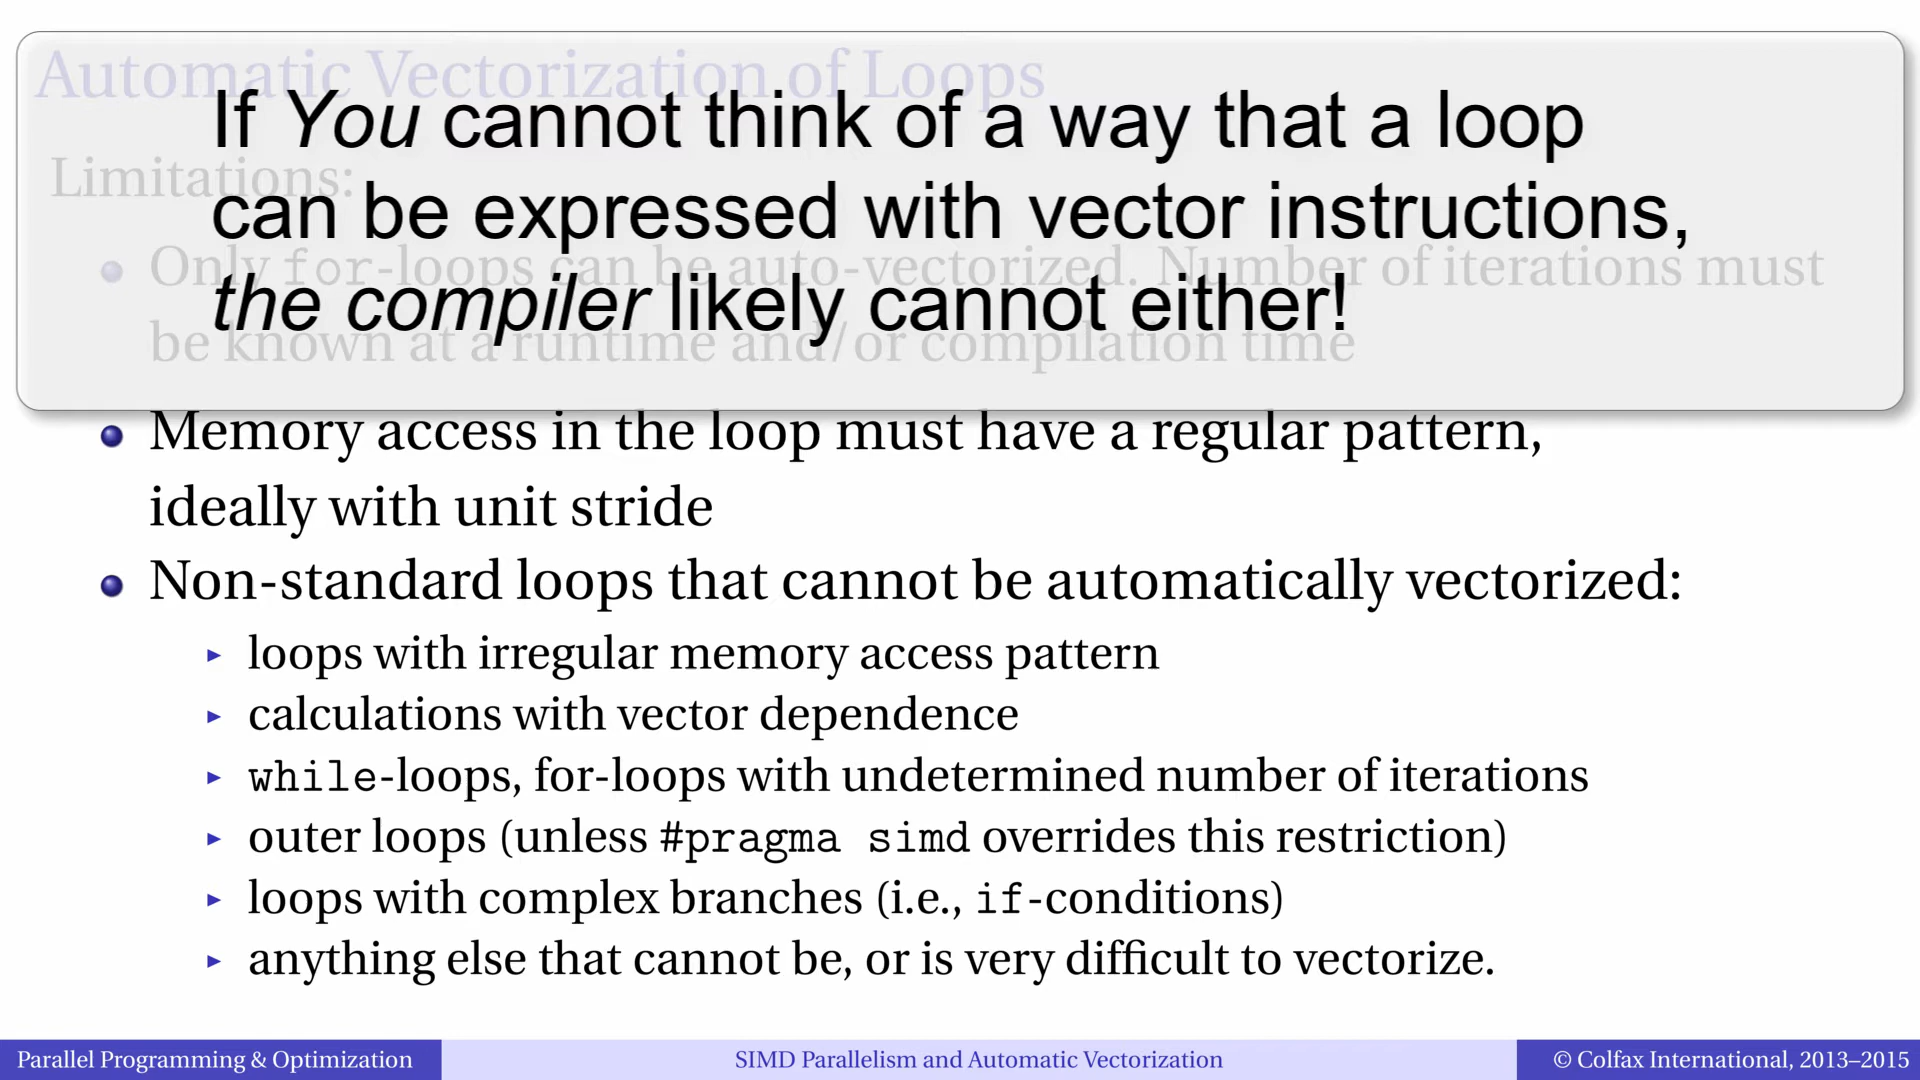 Automatic Vectorization of Loops
If You cannot think of a way that a loop
can be expressed with vector instructions,
the compiler likely cannot either!
Limitations:
Only for-loops can be auto-vectorized. Number of iterations must
be known at a runtime and/or compilation time
Memory access in the loop must have a regular pattern,
ideally with unit stride
Non-standard loops that cannot be automatically vectorized:
loops with irregular memory access pattern
calculations with vector dependence
while-loops, for-loops with undetermined number of iterations
outer loops (unless #pragma simd overrides this restriction)
loops with complex branches (i.e., if-conditions)
anything else that cannot be, or is very difficult to vectorize.
Parallel Programming & Optimization
SIMD Parallelism and Automatic Vectorization
© Colfax International, 2013–2015